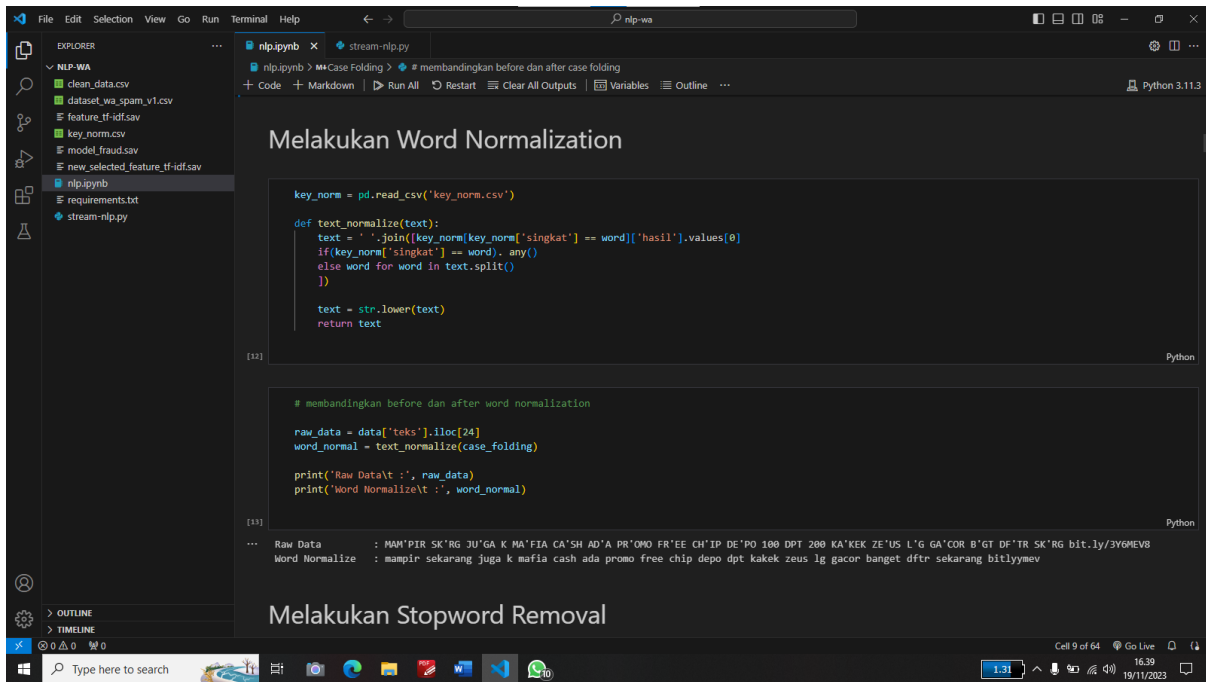 File Edit Selection View Go Run Terminal Help
nlp-wa
EXPLORER
nlp.ipynb
stream-nlp.py
NLP-WA
clean_data.csv
dataset_wa_spam_v1.csv
feature_tf-idf.sav
key_norm.csv
model_fraud.sav
new_selected_feature_tf-idf.sav
nlp.ipynb
requirements.txt
stream-nlp.py
OUTLINE
TIMELINE
nlp.ipynb > M+Case Folding > # membandingkan before dan after case folding
+ Code + Markdown Run All Restart Clear All Outputs Variables Outline ...
Python 3.11.3
Melakukan Word Normalization
key_norm = pd.read_csv('key_norm.csv')
def text_normalize(text):
text = ' '.join([key_norm[key_norm['singkat'] == word]['hasil'].values[0]
if(key_norm['singkat'] == word). any()
else word for word in text.split()
])
text = str.lower(text)
return text
[12]
Python
# membandingkan before dan after word normalization
raw_data = data['teks'].iloc[24]
word_normal = text_normalize(case_folding)
print('Raw Data\t :', raw_data)
print('Word Normalize\t :', word_normal)
[13]
Python
... Raw Data : MAM'PIR SK'RG JU'GA K MA'FIA CA'SH AD'A PR'OMO FR'EE CH'IP DE'PO 100 DPT 200 KA'KEK ZE'US L'G GA'COR B'GT DF'TR SK'RG bit.ly/3Y6MEV8
Word Normalize : mampir sekarang juga k mafia cash ada promo free chip depo dpt kakek zeus lg gacor banget dftr sekarang bitlyymev
Melakukan Stopword Removal
0 0 0
Cell 9 of 64 Go Live
Type here to search
PDF
W
10
1.31
16.39
19/11/2023